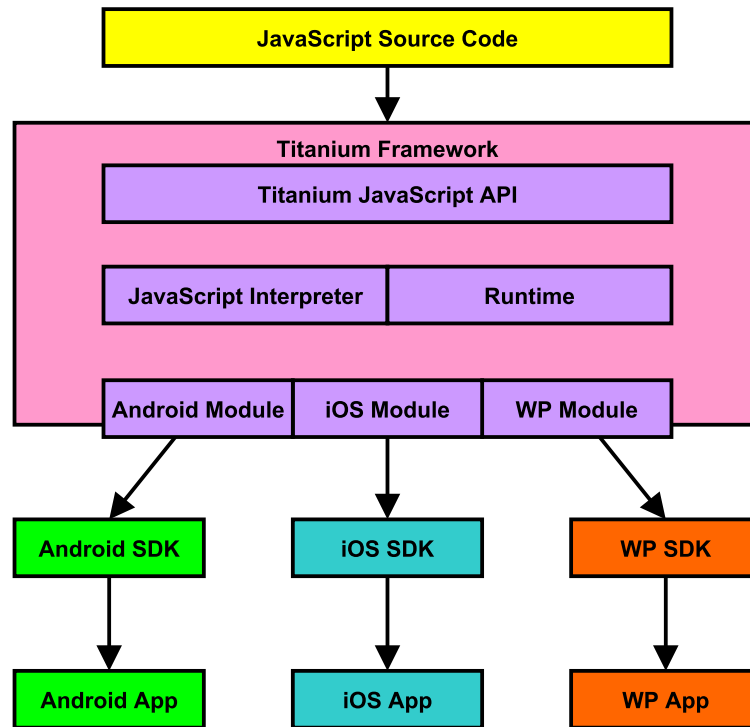 JavaScript Source Code
Titanium Framework
Titanium JavaScript API
JavaScript Interpreter
Runtime
Android Module
iOS Module
WP Module
Android SDK
iOS SDK
WP SDK
Android App
iOS App
WP App